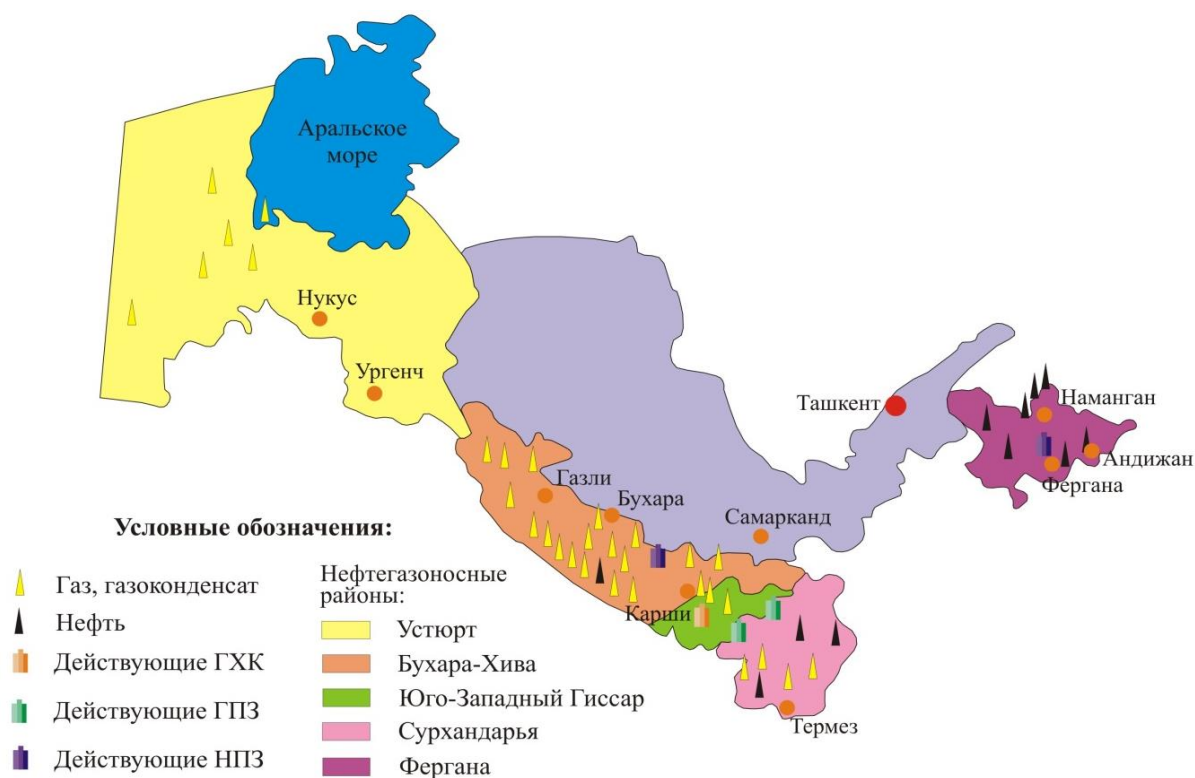 Аральское
море
Нукус
Ургенч
Ташкент
Наманган
Андижан
Фергана
Газли
Бухара
Самарканд
Карши
Термез
Условные обозначения:
Газ, газоконденсат
Нефть
Действующие ГХК
Действующие ГПЗ
Действующие НПЗ
Нефтегазоносные
районы:
Устюрт
Бухара-Хива
Юго-Западный Гиссар
Сурхандарья
Фергана